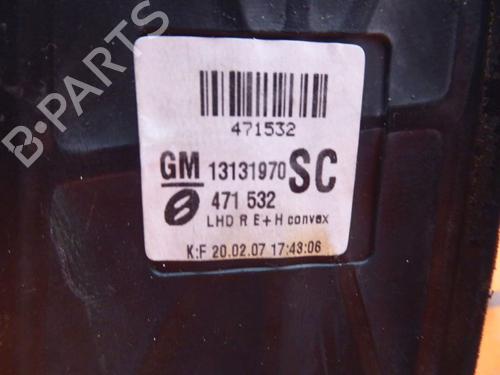 B-PARTS
471532
GM 13131970 SC
471 532
LHD R E+H convex
K:F 20.02.07 17:43:06